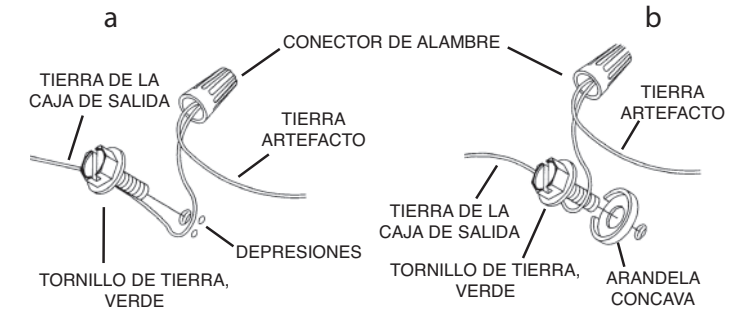 a
b
CONECTOR DE ALAMBRE
TIERRA DE LA
CAJA DE SALIDA
TIERRA
ARTEFACTO
DEPRESIONES
TORNILLO DE TIERRA,
VERDE
TIERRA
ARTEFACTO
TIERRA DE LA
CAJA DE SALIDA
TORNILLO DE TIERRA,
VERDE
ARANDELA
CONCAVA